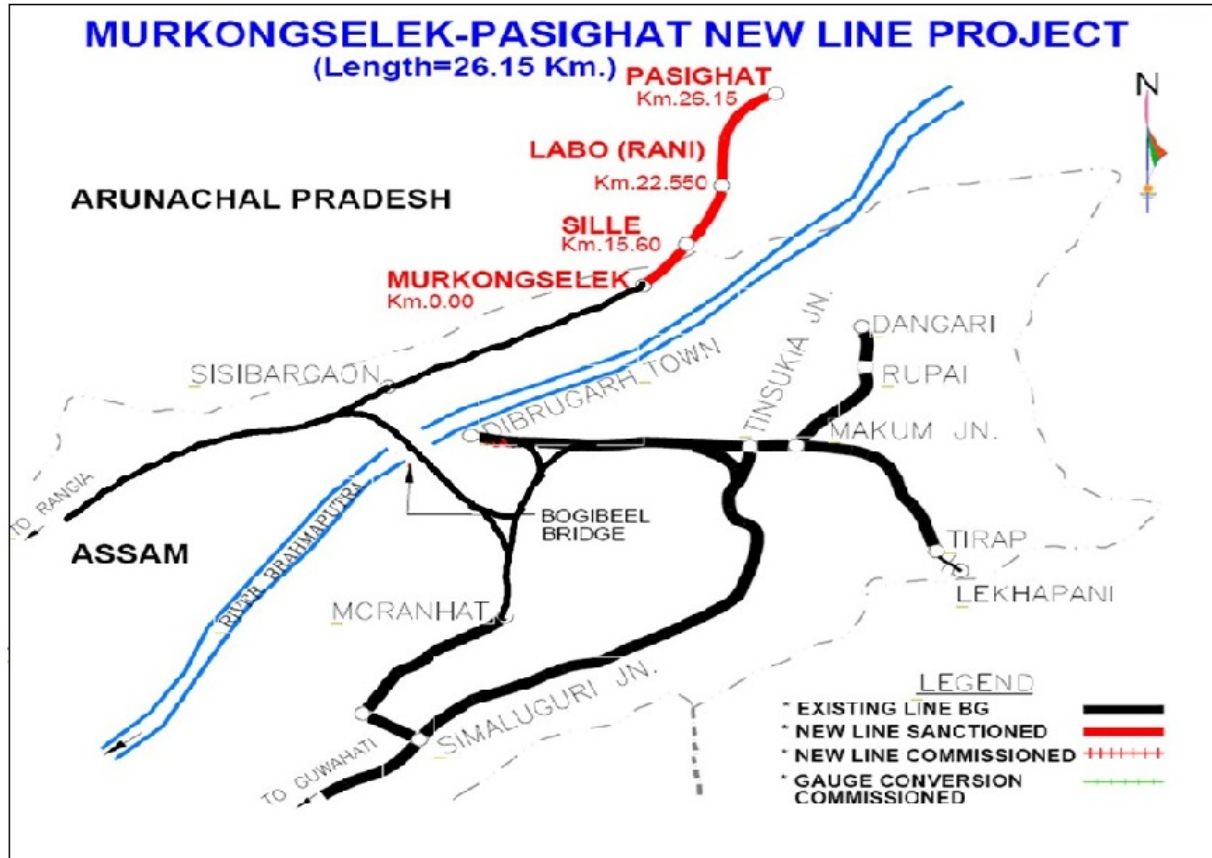 MURKONGSELEK-PASIGHAT NEW LINE PROJECT
(Length=26.15 Km.)
PASIGHAT
Km.26.15
N
LABO (RANI)
Km.22.550
ARUNACHAL PRADESH
SILLE
Km.15.60
MURKONGSELEK
Km.0.00
SISIBARGAON
DIBRUGARH TOWN
TINSUKIA JN.
DANGARI
RUPAI
MAKUM JN.
TO RANGIA
RIVER BRAHMAPUTRA
BOGIBEEL
BRIDGE
ASSAM
TIRAP
LEKHAPANI
MORANHAT
SIMALUGURI JN.
TO GUWAHATI
LEGEND
* EXISTING LINE BG
* NEW LINE SANCTIONED
* NEW LINE COMMISSIONED
* GAUGE CONVERSION
COMMISSIONED